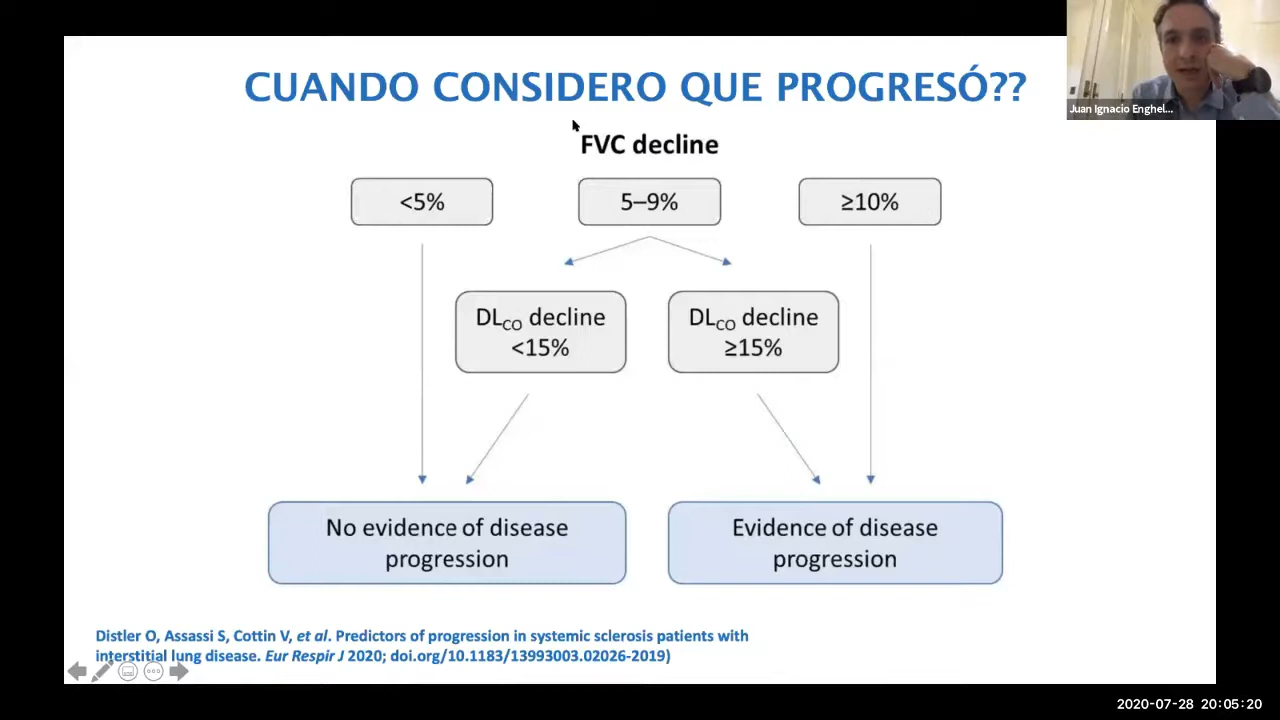 CUANDO CONSIDERO QUE PROGRESÓ??
Juan Ignacio Enghel...
FVC decline
<5%
5–9%
≥10%
DLCO decline
<15%
DLCO decline
≥15%
No evidence of disease
progression
Evidence of disease
progression
Distler O, Assassi S, Cottin V, et al. Predictors of progression in systemic sclerosis patients with
interstitial lung disease. Eur Respir J 2020; doi.org/10.1183/13993003.02026-2019)
2020-07-28 20:05:20